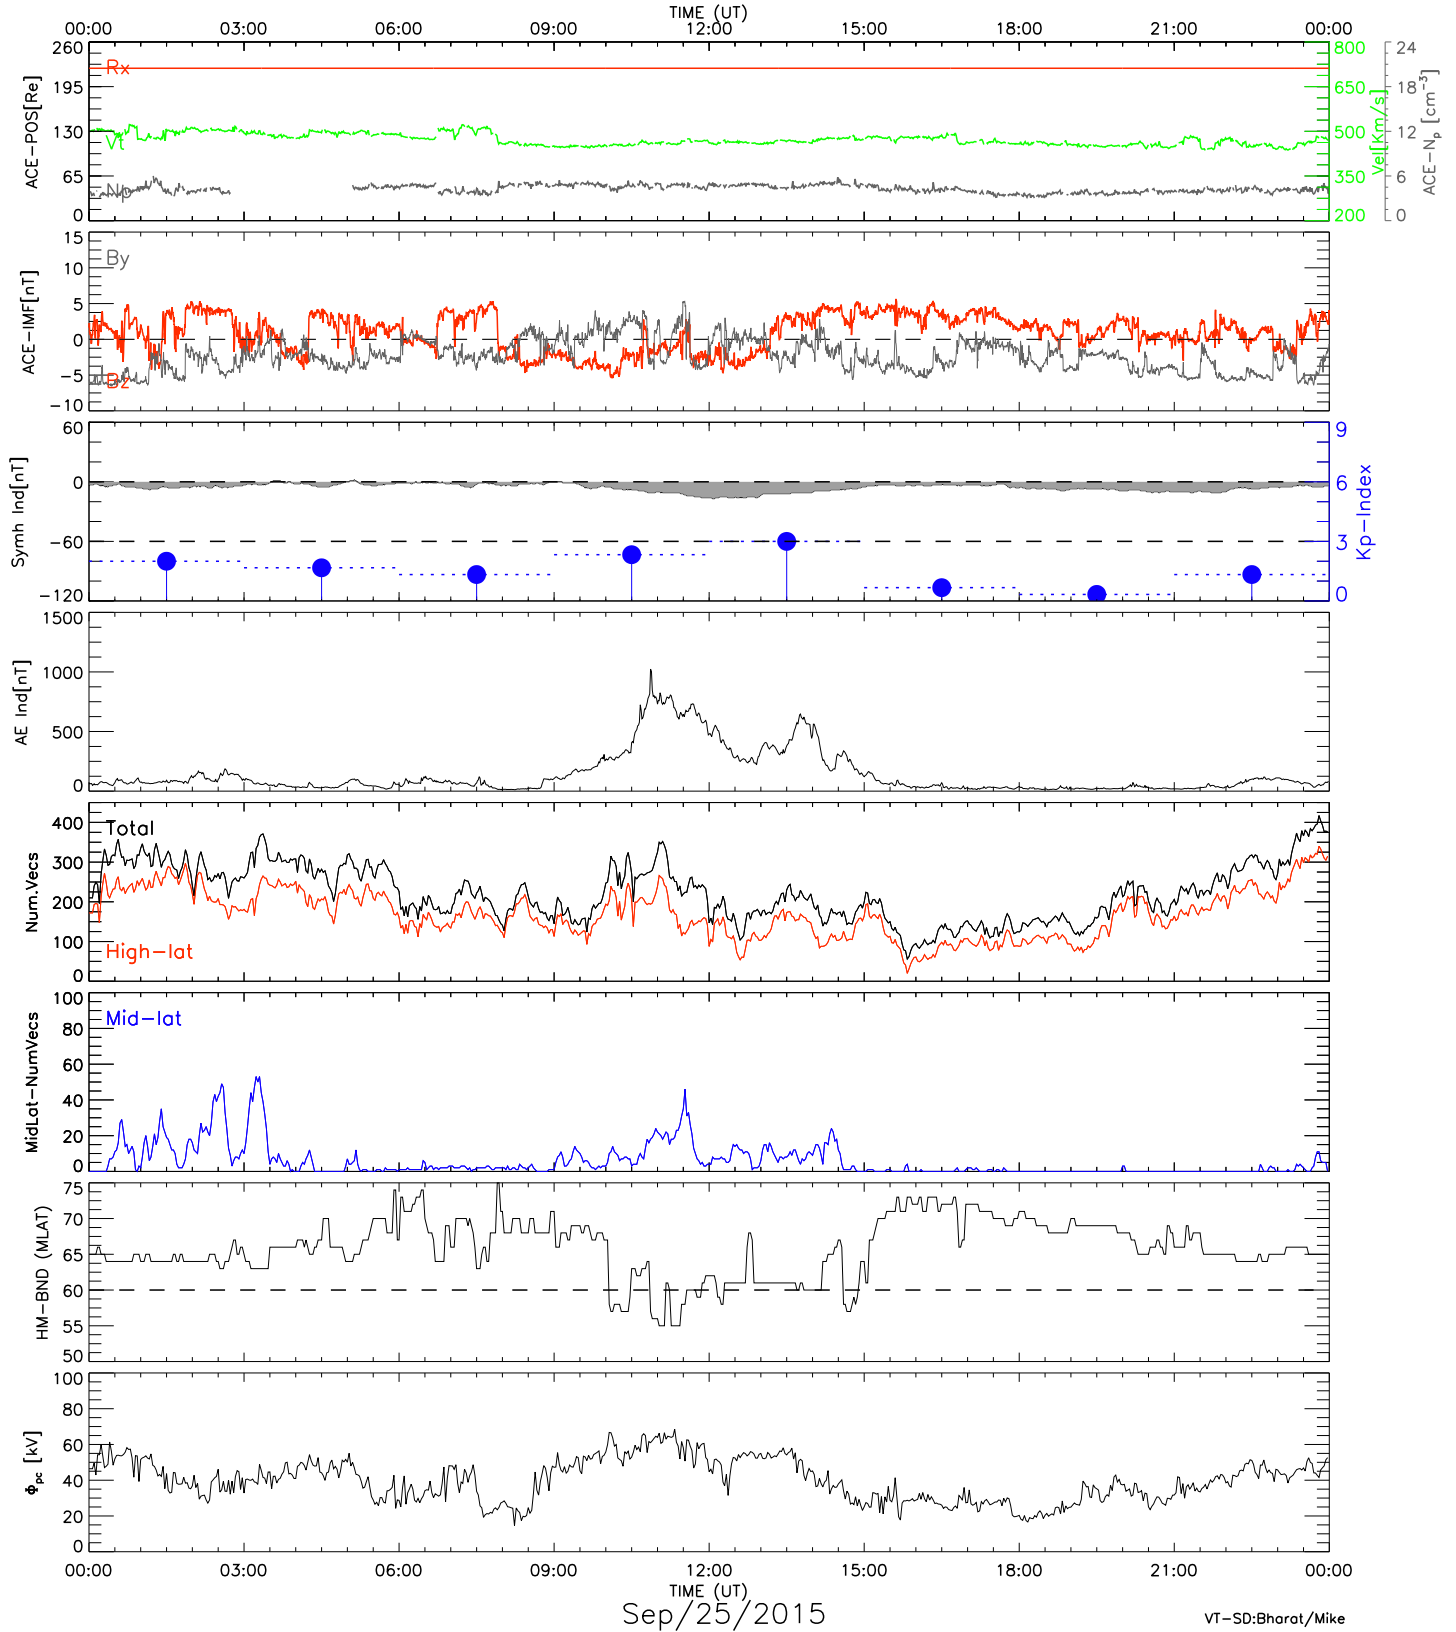 TIME (UT)
00:00 03:00 06:00 09:00 12:00 15:00 18:00 21:00 00:00
ACE-POS[Re]
260
195
130
65
0
Rx
V
Np
800
650
500
350
200
Vel[Km/s]
24
18
12
6
0
ACE-Np [cm-3]
ACE-IMF[nT]
15
10
5
0
-5
-10
By
Bz
Symh Ind[nT]
60
0
-60
-120
9
6
3
0
Kp-Index
AE Ind[nT]
1500
1000
500
0
Num.Vecs
400
300
200
100
0
Total
High-lat
MidLat-NumVecs
100
80
60
40
20
0
Mid-lat
HM-BND (MLAT)
75
70
65
60
55
50
Φpc [kV]
100
80
60
40
20
0
00:00 03:00 06:00 09:00 12:00 15:00 18:00 21:00 00:00
TIME (UT)
Sep/25/2015
VT-SD:Bharat/Mike